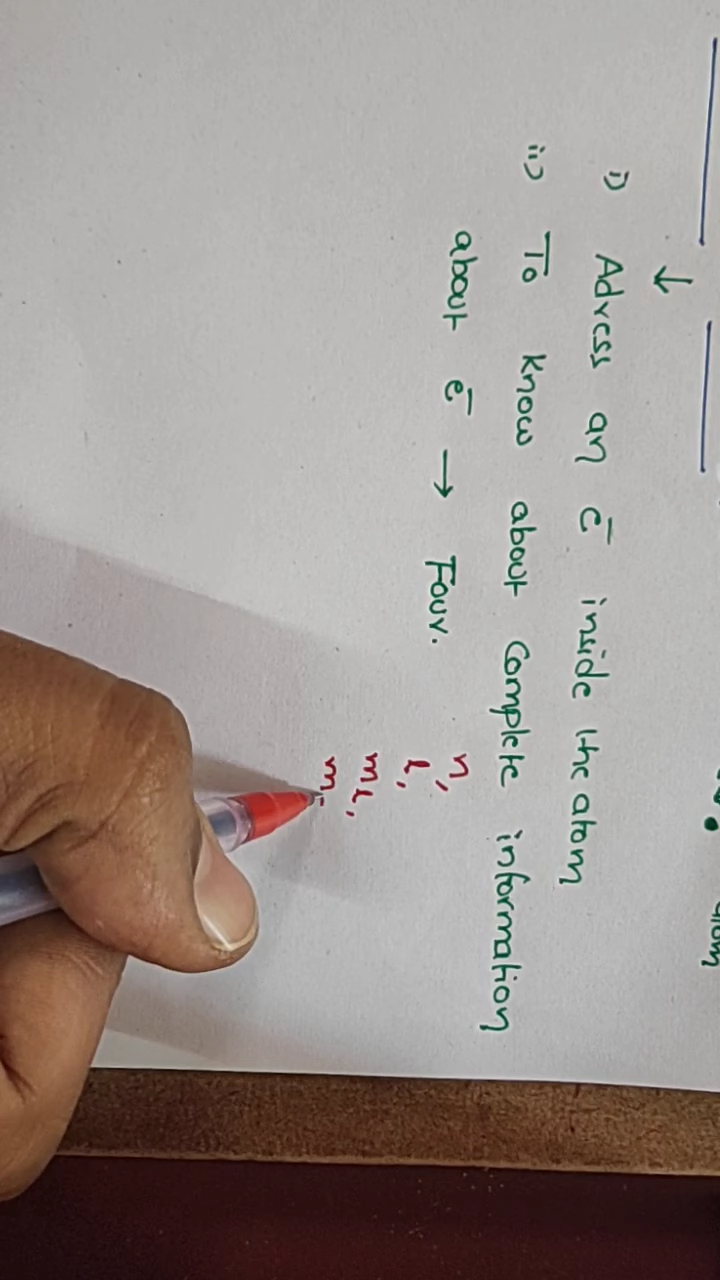 ↓
i) Adress an e̅ inside the atom
ii) To know about complete information
about e̅ → Four.
n,
l,
mₗ,
m